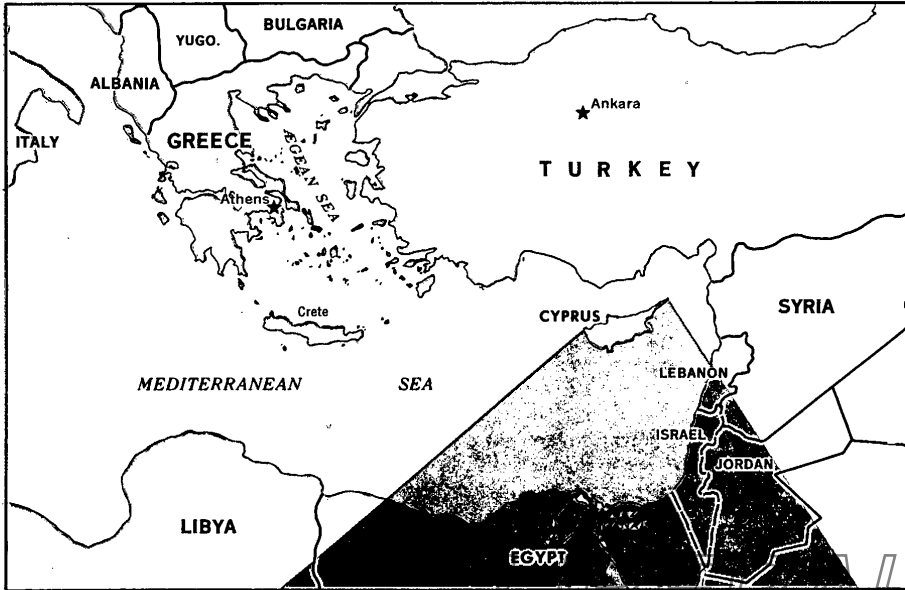 BULGARIA
YUGO.
ALBANIA
Ankara
ITALY
GREECE
ÆGEAN SEA
TURKEY
Athens
SYRIA
Crete
CYPRUS
LEBANON
MEDITERRANEAN SEA
ISRAEL
JORDAN
LIBYA
EGYPT